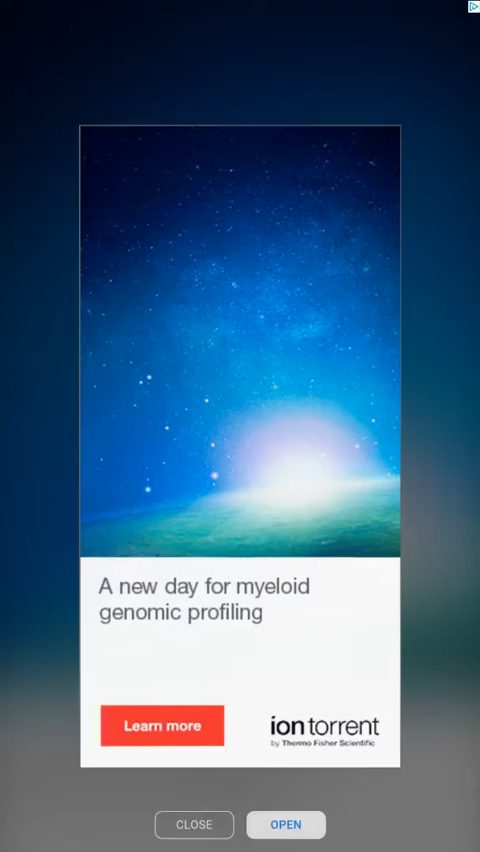 A new day for myeloid
genomic profiling
Learn more
ion torrent
by Thermo Fisher Scientific
CLOSE
OPEN